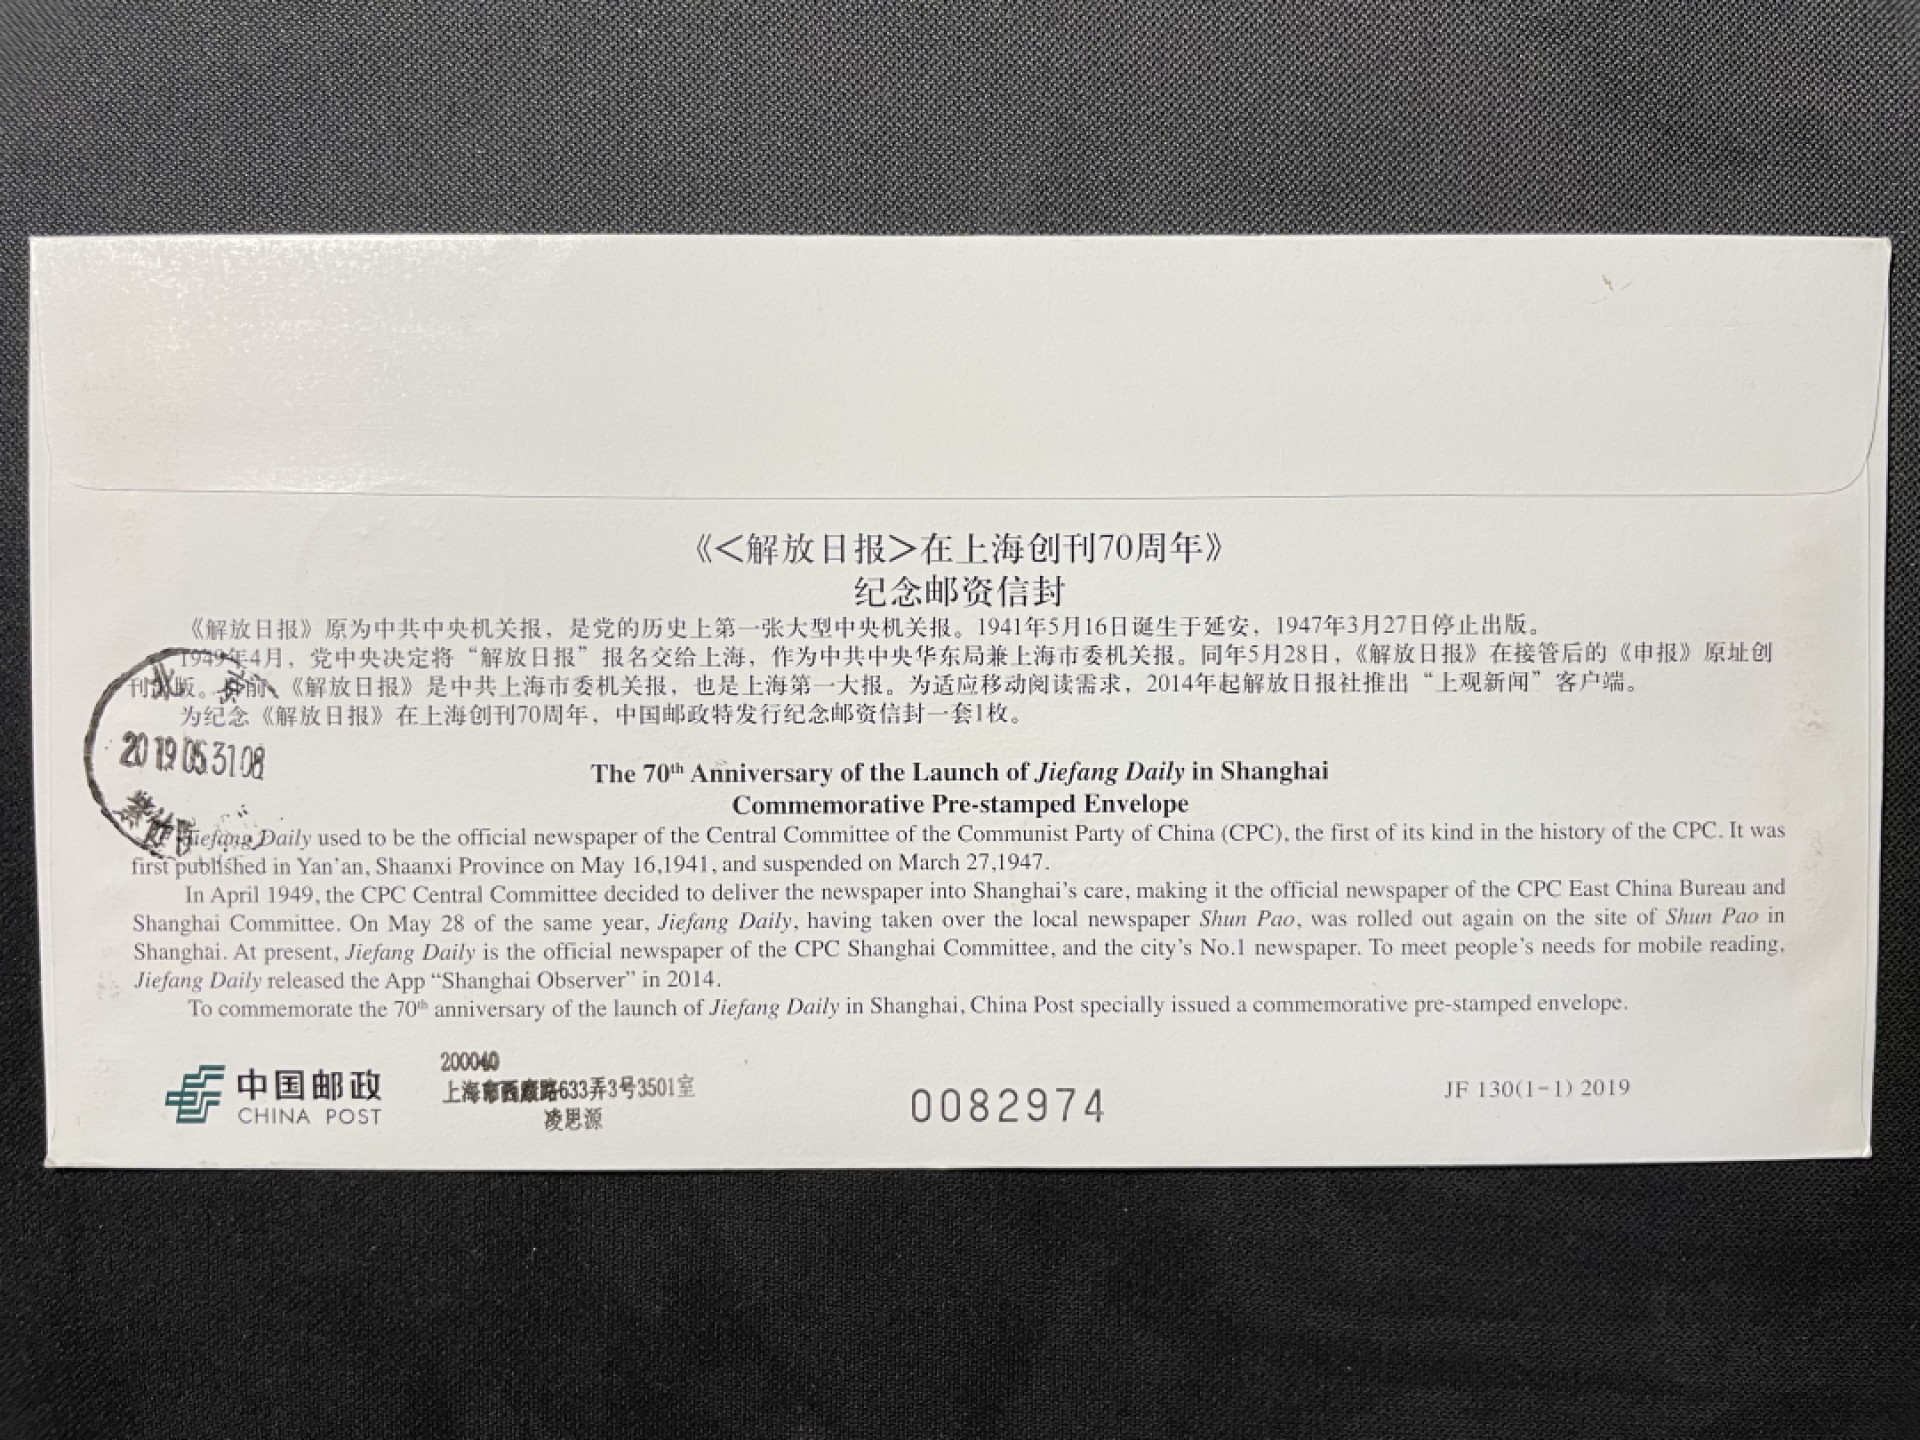 《<解放日报>在上海创刊70周年》
纪念邮资信封
《解放日报》原为中共中央机关报，是党的历史上第一张大型中央机关报。1941年5月16日诞生于延安，1947年3月27日停止出版。
1949年4月，党中央决定将“解放日报”报名交给上海，作为中共中央华东局兼上海市委机关报。同年5月28日，《解放日报》在接管后的《申报》原址创
刊出版。目前，《解放日报》是中共上海市委机关报，也是上海第一大报。为适应移动阅读需求，2014年起解放日报社推出“上观新闻”客户端。
为纪念《解放日报》在上海创刊70周年，中国邮政特发行纪念邮资信封一套1枚。
2019 05 31 08
The 70th Anniversary of the Launch of Jiefang Daily in Shanghai
Commemorative Pre-stamped Envelope
Jiefang Daily used to be the official newspaper of the Central Committee of the Communist Party of China (CPC), the first of its kind in the history of the CPC. It was
first published in Yan’an, Shaanxi Province on May 16,1941, and suspended on March 27,1947.
In April 1949, the CPC Central Committee decided to deliver the newspaper into Shanghai’s care, making it the official newspaper of the CPC East China Bureau and
Shanghai Committee. On May 28 of the same year, Jiefang Daily, having taken over the local newspaper Shun Pao, was rolled out again on the site of Shun Pao in
Shanghai. At present, Jiefang Daily is the official newspaper of the CPC Shanghai Committee, and the city’s No.1 newspaper. To meet people’s needs for mobile reading,
Jiefang Daily released the App “Shanghai Observer” in 2014.
To commemorate the 70th anniversary of the launch of Jiefang Daily in Shanghai, China Post specially issued a commemorative pre-stamped envelope.
中国邮政
CHINA POST
200040
上海市西康路633弄3号3501室
凌思源
0082974
JF 130(1-1) 2019